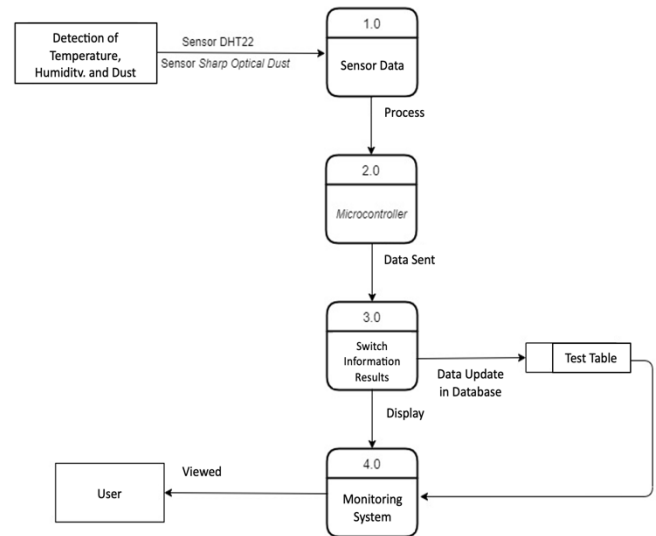 Detection of
Temperature,
Humidity. and Dust
Sensor DHT22
Sensor Sharp Optical Dust
1.0
Sensor Data
Process
2.0
Microcontroller
Data Sent
3.0
Switch
Information
Results
Data Update
in Database
Test Table
Display
4.0
Monitoring
System
Viewed
User